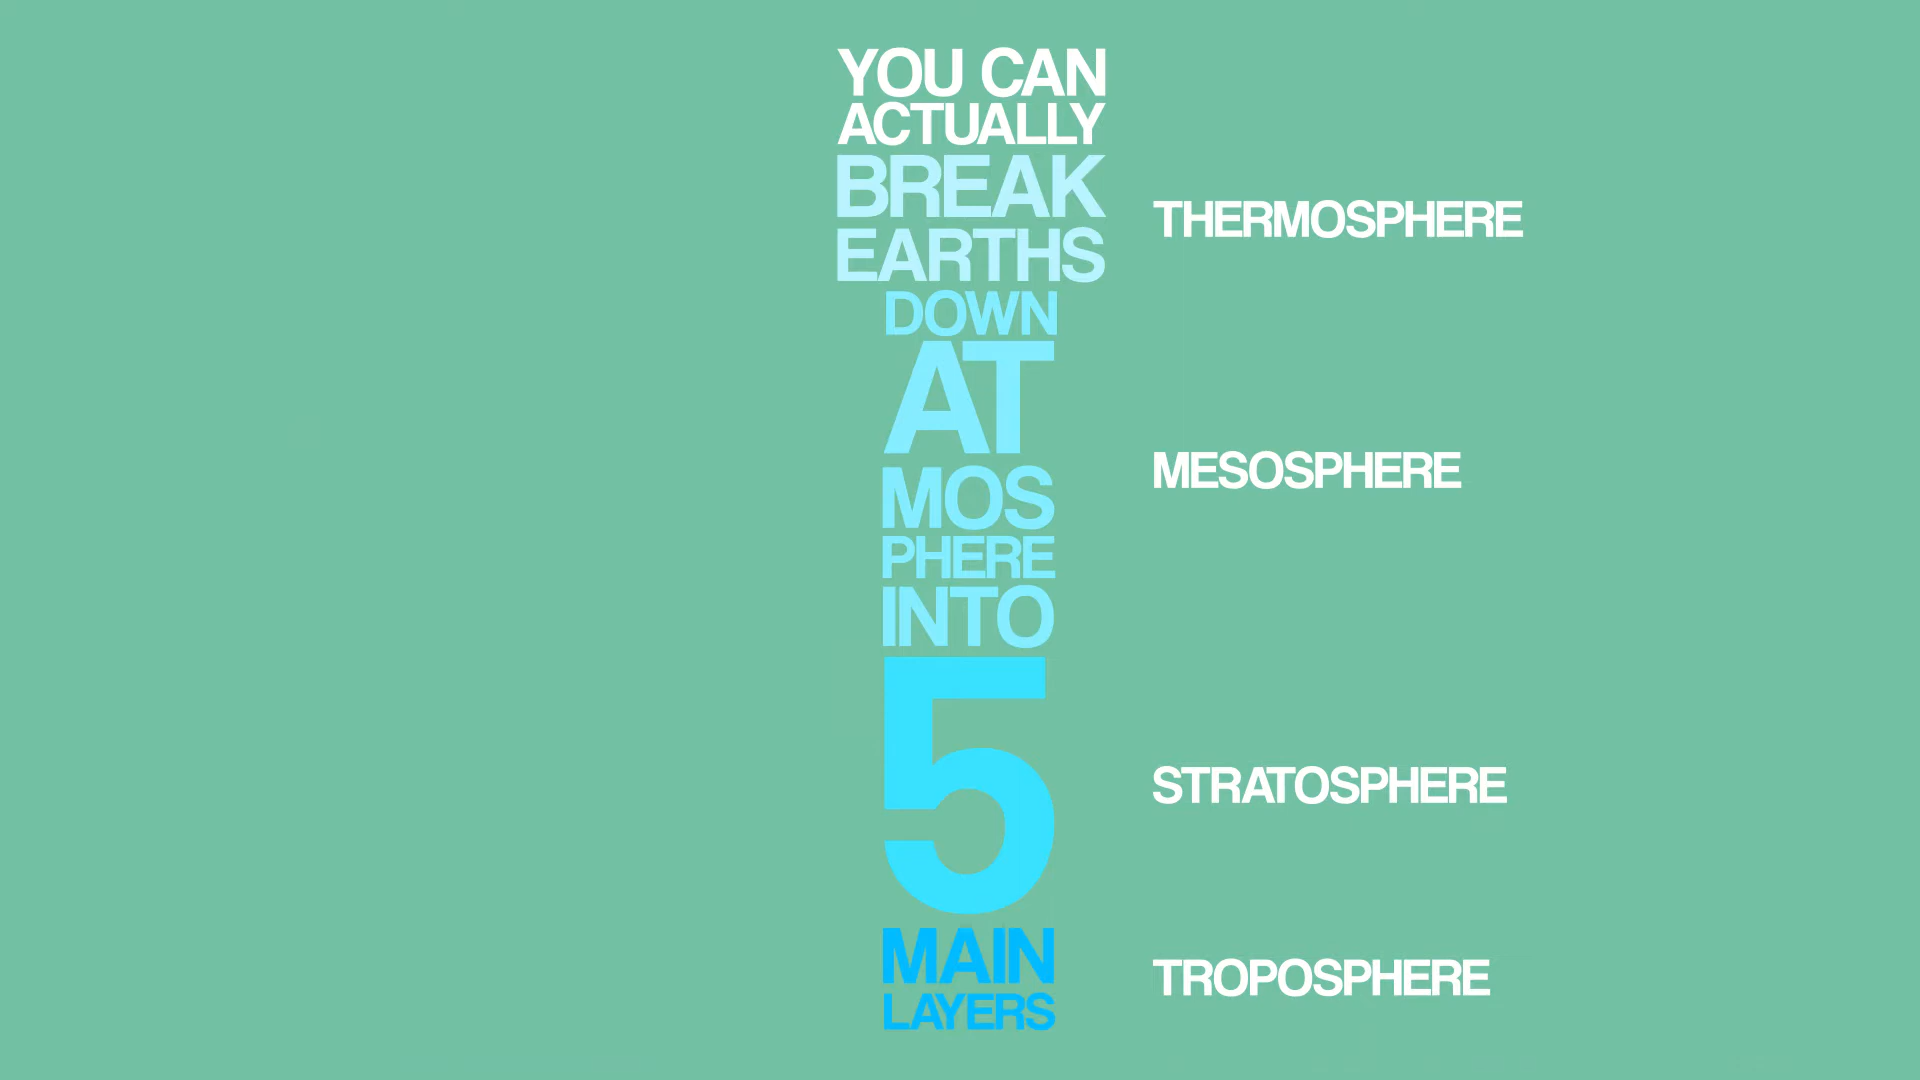 YOU CAN
ACTUALLY
BREAK
EARTHS
DOWN
AT
MOS
PHERE
INTO
5
MAIN
LAYERS
THERMOSPHERE
MESOSPHERE
STRATOSPHERE
TROPOSPHERE